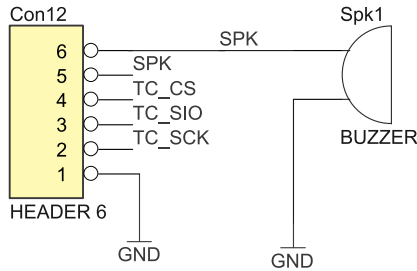 Con12
Spk1
6
SPK
5
SPK
4
TC_CS
3
TC_SIO
2
TC_SCK
1
BUZZER
HEADER 6
GND
GND